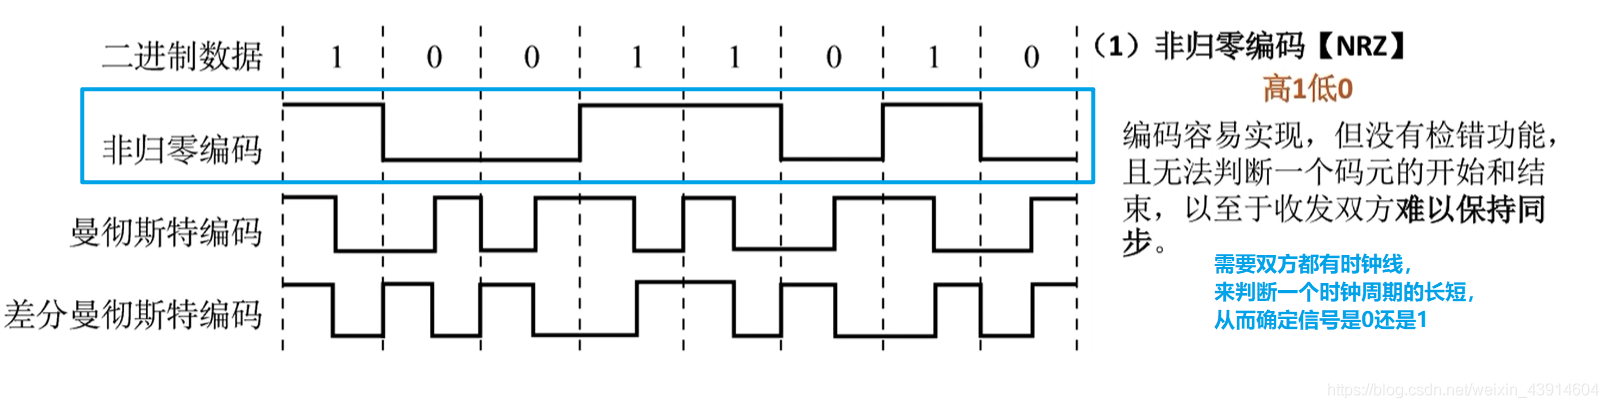 二进制数据 1 0 0 1 1 0 1 0
非归零编码
曼彻斯特编码
差分曼彻斯特编码
（1）非归零编码【NRZ】
高1低0
编码容易实现，但没有检错功能，
且无法判断一个码元的开始和结
束，以至于收发双方难以保持同
步。
需要双方都有时钟线，
来判断一个时钟周期的长短，
从而确定信号是0还是1
https://blog.csdn.net/weixin_43914604